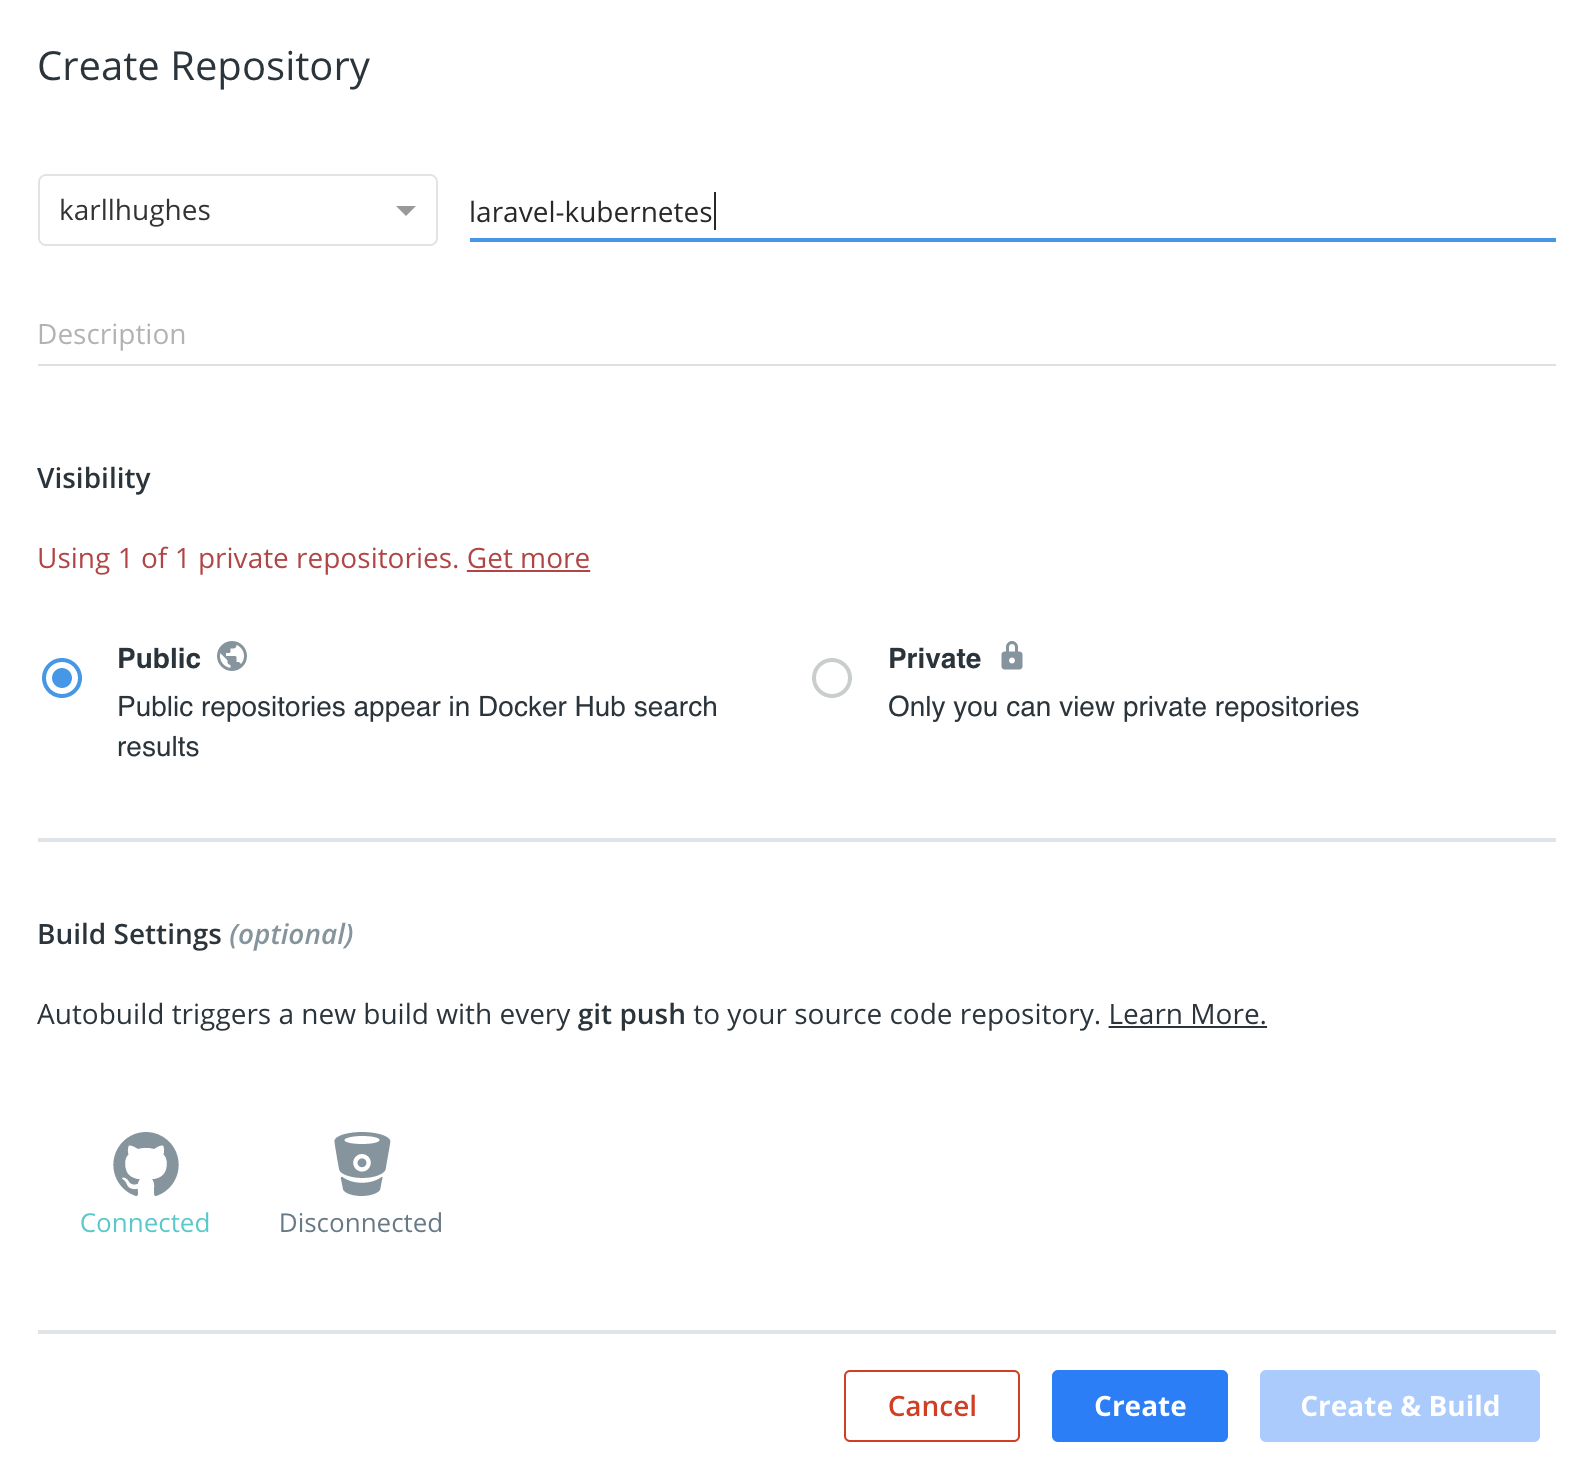 Create Repository
karllhughes
laravel-kubernetes
Description
Visibility
Using 1 of 1 private repositories. Get more
Public
Public repositories appear in Docker Hub search
results
Private
Only you can view private repositories
Build Settings (optional)
Autobuild triggers a new build with every git push to your source code repository. Learn More.
Connected
Disconnected
Cancel
Create
Create & Build